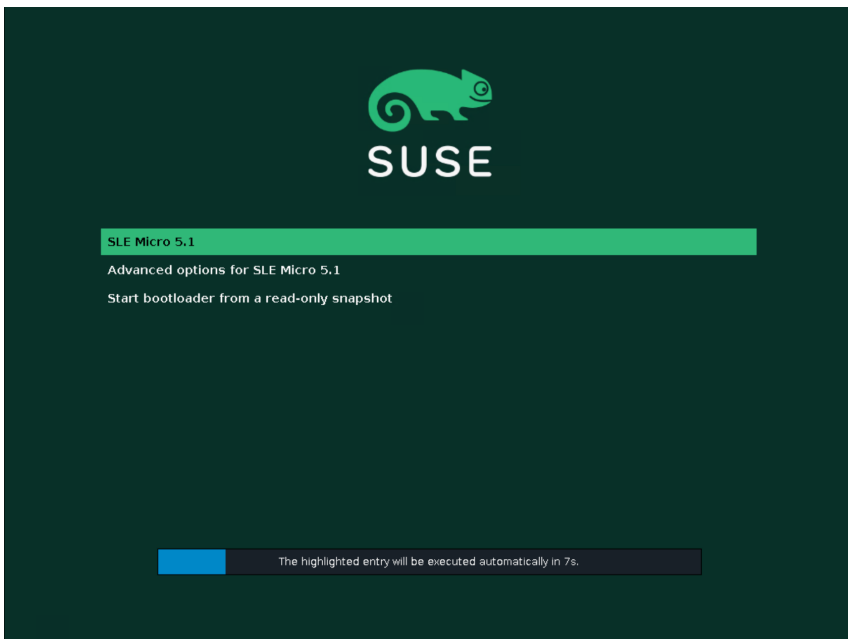 SUSE
SLE Micro 5.1
Advanced options for SLE Micro 5.1
Start bootloader from a read-only snapshot
The highlighted entry will be executed automatically in 7s.